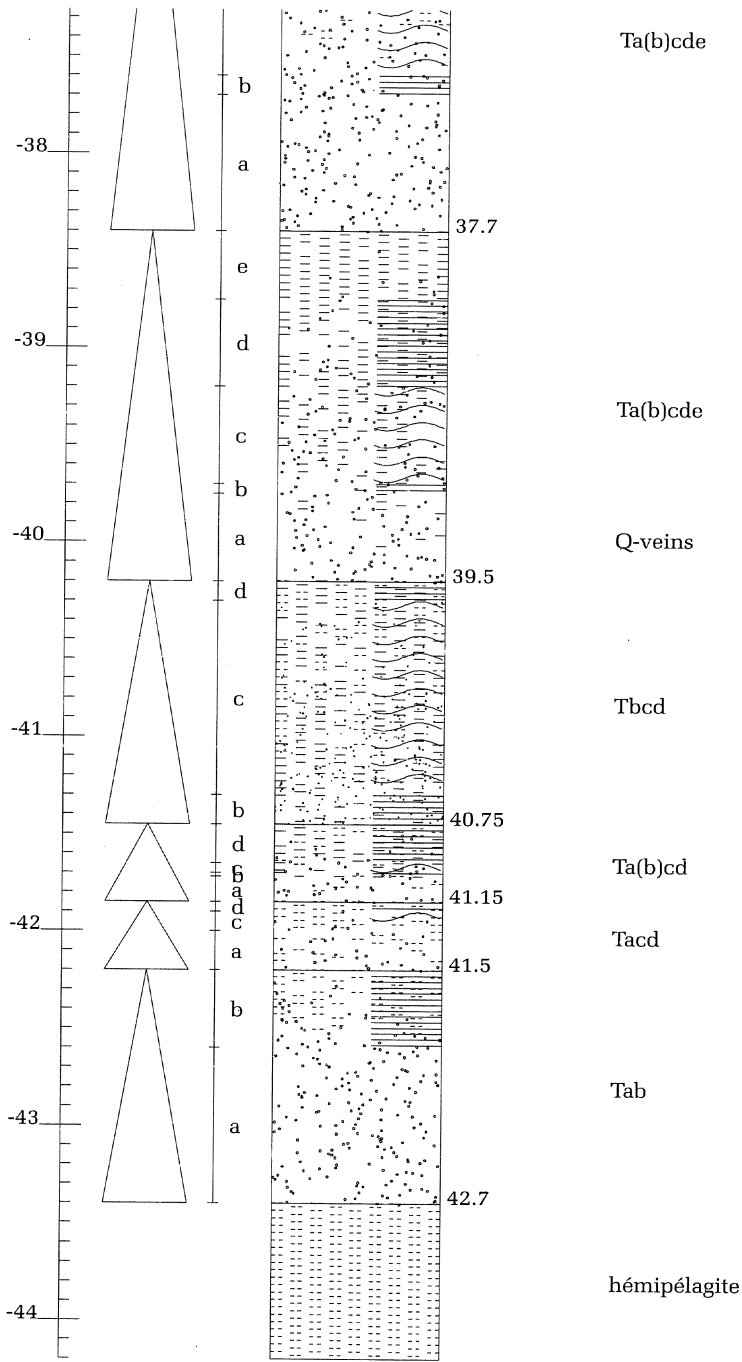 Ta(b)cde
b
-38
a
37.7
e
-39
d
Ta(b)cde
c
b
-40
a
Q-veins
39.5
d
c
Tbcd
-41
b
40.75
d
c
b
Ta(b)cd
a
41.15
d
-42
c
Tacd
a
41.5
b
Tab
-43
a
42.7
hémipélagite
-44